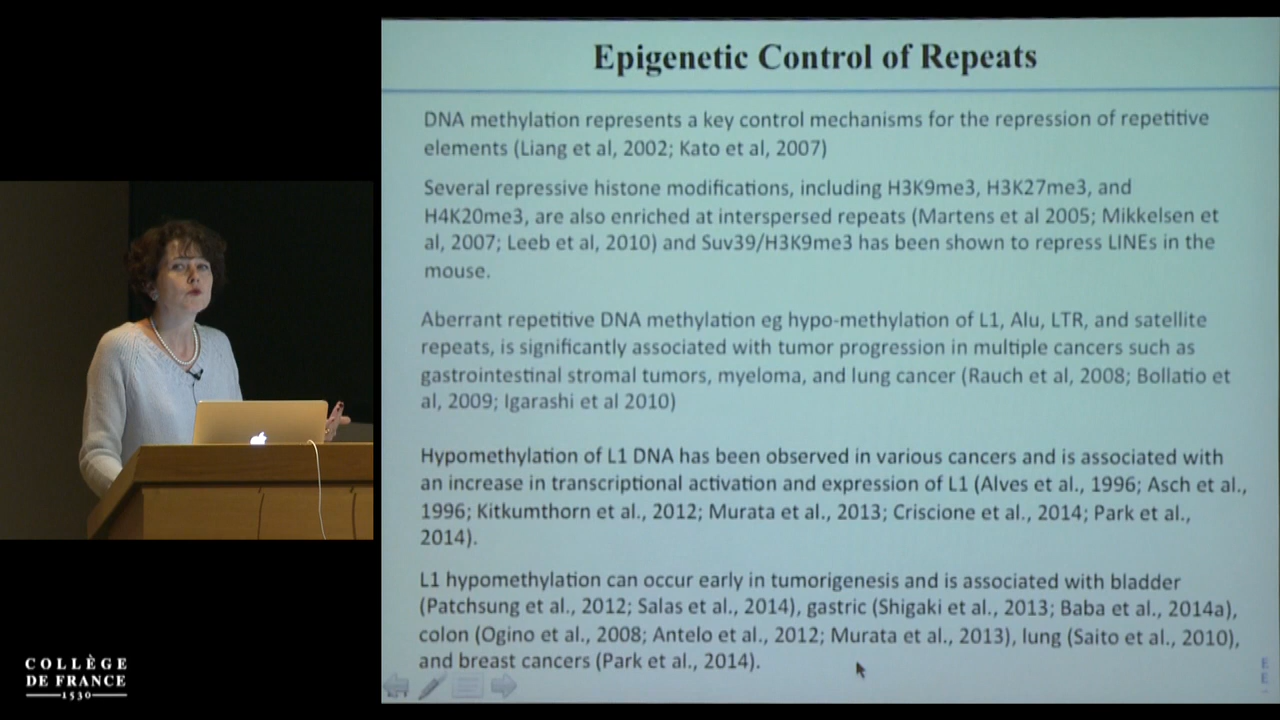 Epigenetic Control of Repeats
DNA methylation represents a key control mechanisms for the repression of repetitive
elements (Liang et al, 2002; Kato et al, 2007)
Several repressive histone modifications, including H3K9me3, H3K27me3, and
H4K20me3, are also enriched at interspersed repeats (Martens et al 2005; Mikkelsen et
al, 2007; Leeb et al, 2010) and Suv39/H3K9me3 has been shown to repress LINEs in the
mouse.
Aberrant repetitive DNA methylation eg hypo-methylation of L1, Alu, LTR, and satellite
repeats, is significantly associated with tumor progression in multiple cancers such as
gastrointestinal stromal tumors, myeloma, and lung cancer (Rauch et al, 2008; Bollatio et
al, 2009; Igarashi et al 2010)
Hypomethylation of L1 DNA has been observed in various cancers and is associated with
an increase in transcriptional activation and expression of L1 (Alves et al., 1996; Asch et al.,
1996; Kitkumthorn et al., 2012; Murata et al., 2013; Criscione et al., 2014; Park et al.,
2014).
L1 hypomethylation can occur early in tumorigenesis and is associated with bladder
(Patchsung et al., 2012; Salas et al., 2014), gastric (Shigaki et al., 2013; Baba et al., 2014a),
colon (Ogino et al., 2008; Antelo et al., 2012; Murata et al., 2013), lung (Saito et al., 2010),
and breast cancers (Park et al., 2014).
COLLÈGE
DE FRANCE
1530